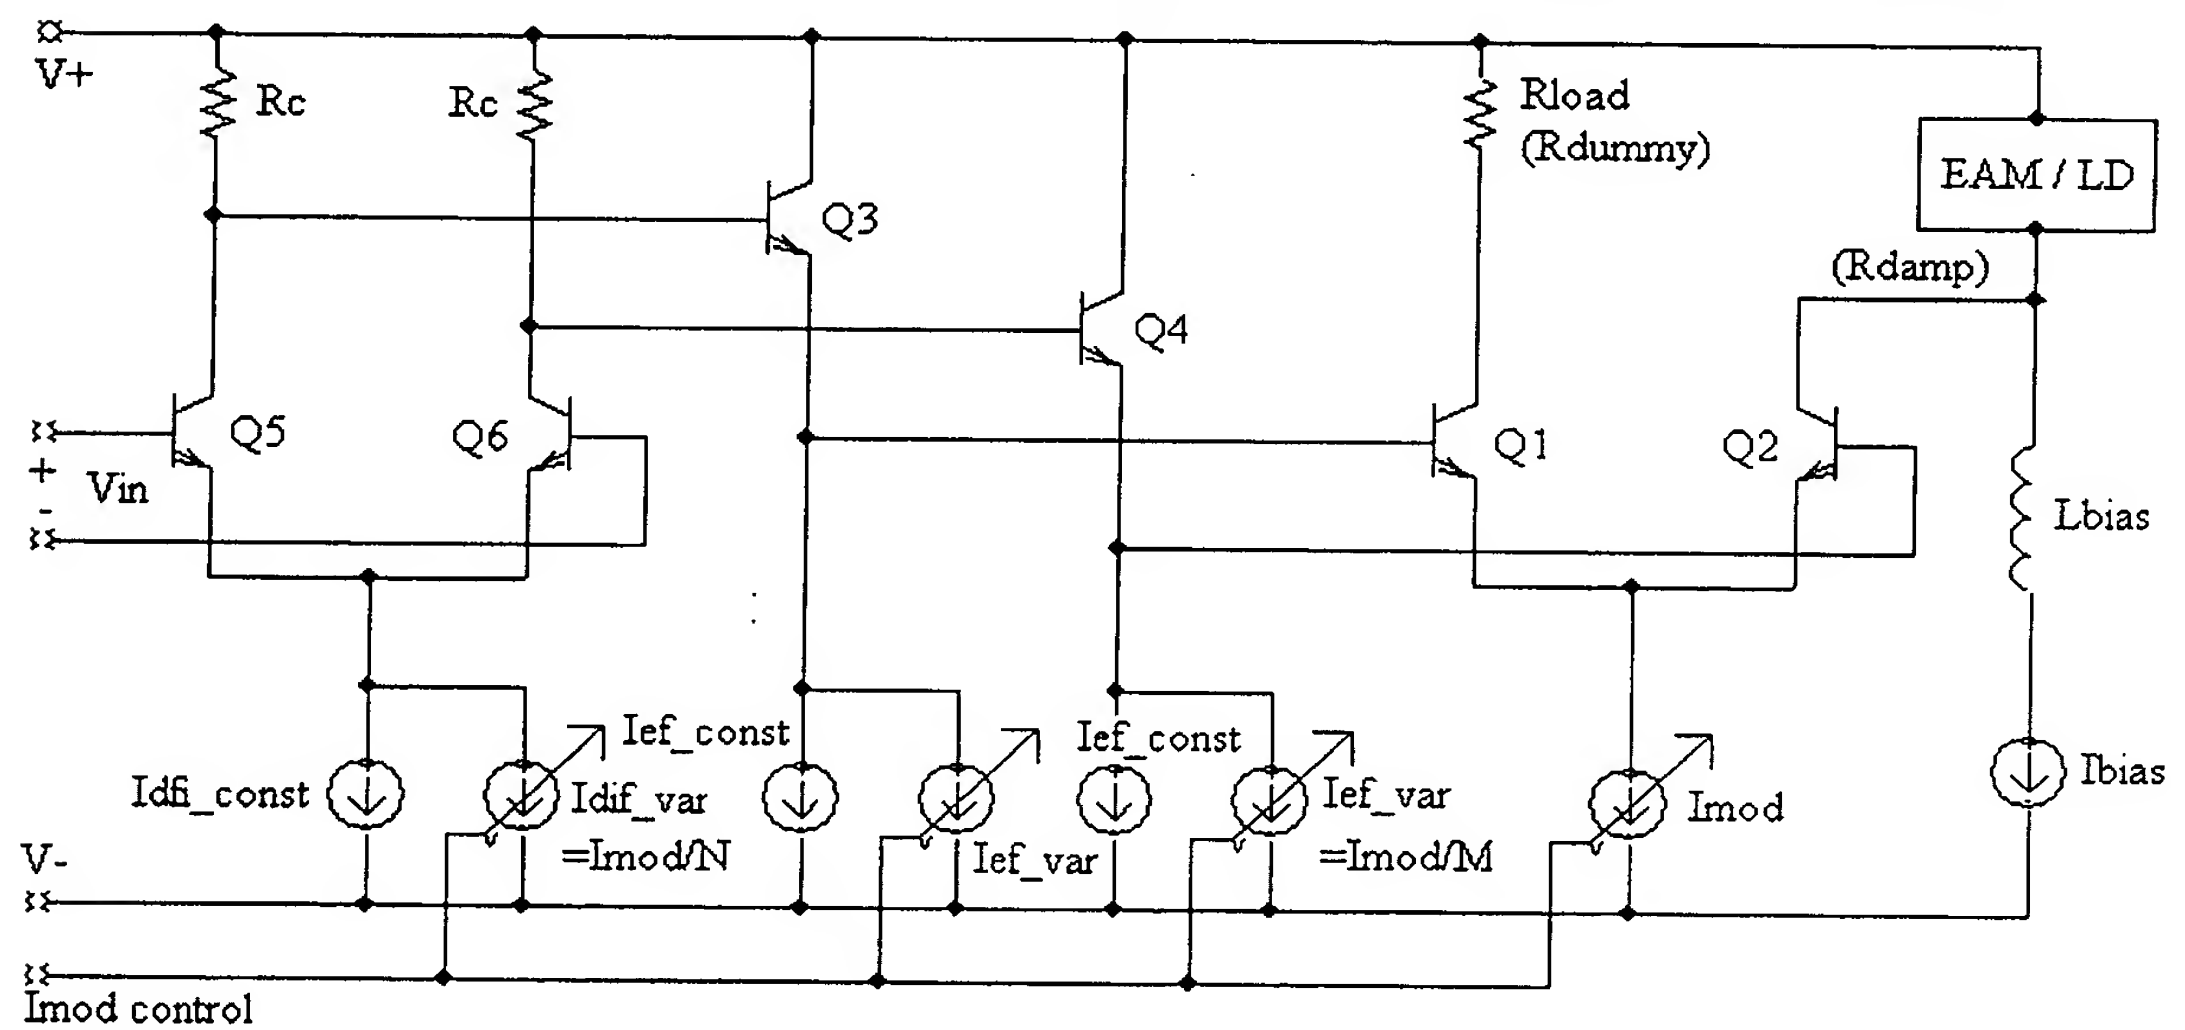 V+
Rc
Rc
Rload
(Rdummy)
EAM / LD
Q3
(Rdamp)
Q4
Q5
Q6
Q1
Q2
+
Vin
-
Lbias
Ief_const
Ief_const
Idfi_const
Idif_var
=Imod/N
Ief_var
Ief_var
=Imod/M
Imod
Ibias
V-
Imod control